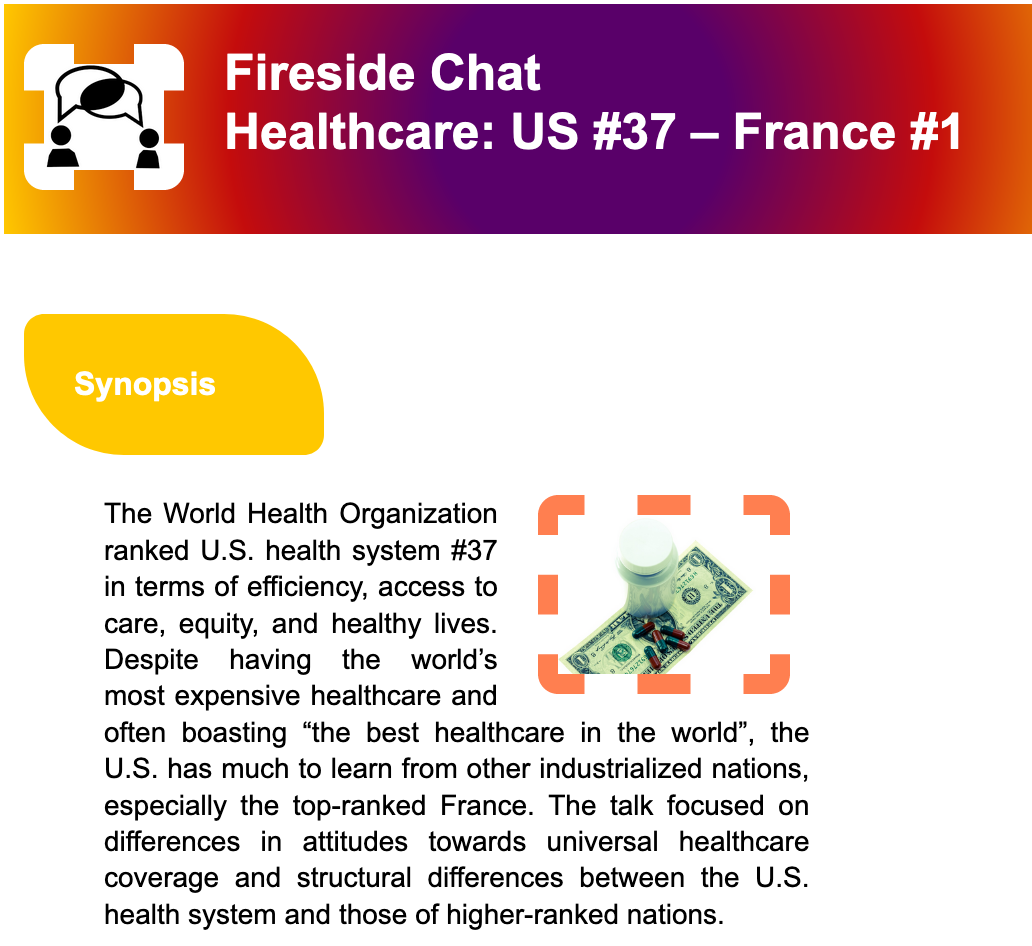 Fireside Chat
Healthcare: US #37 – France #1
Synopsis
The World Health Organization
ranked U.S. health system #37
in terms of efficiency, access to
care, equity, and healthy lives.
Despite having the world’s
most expensive healthcare and
often boasting “the best healthcare in the world”, the
U.S. has much to learn from other industrialized nations,
especially the top-ranked France. The talk focused on
differences in attitudes towards universal healthcare
coverage and structural differences between the U.S.
health system and those of higher-ranked nations.